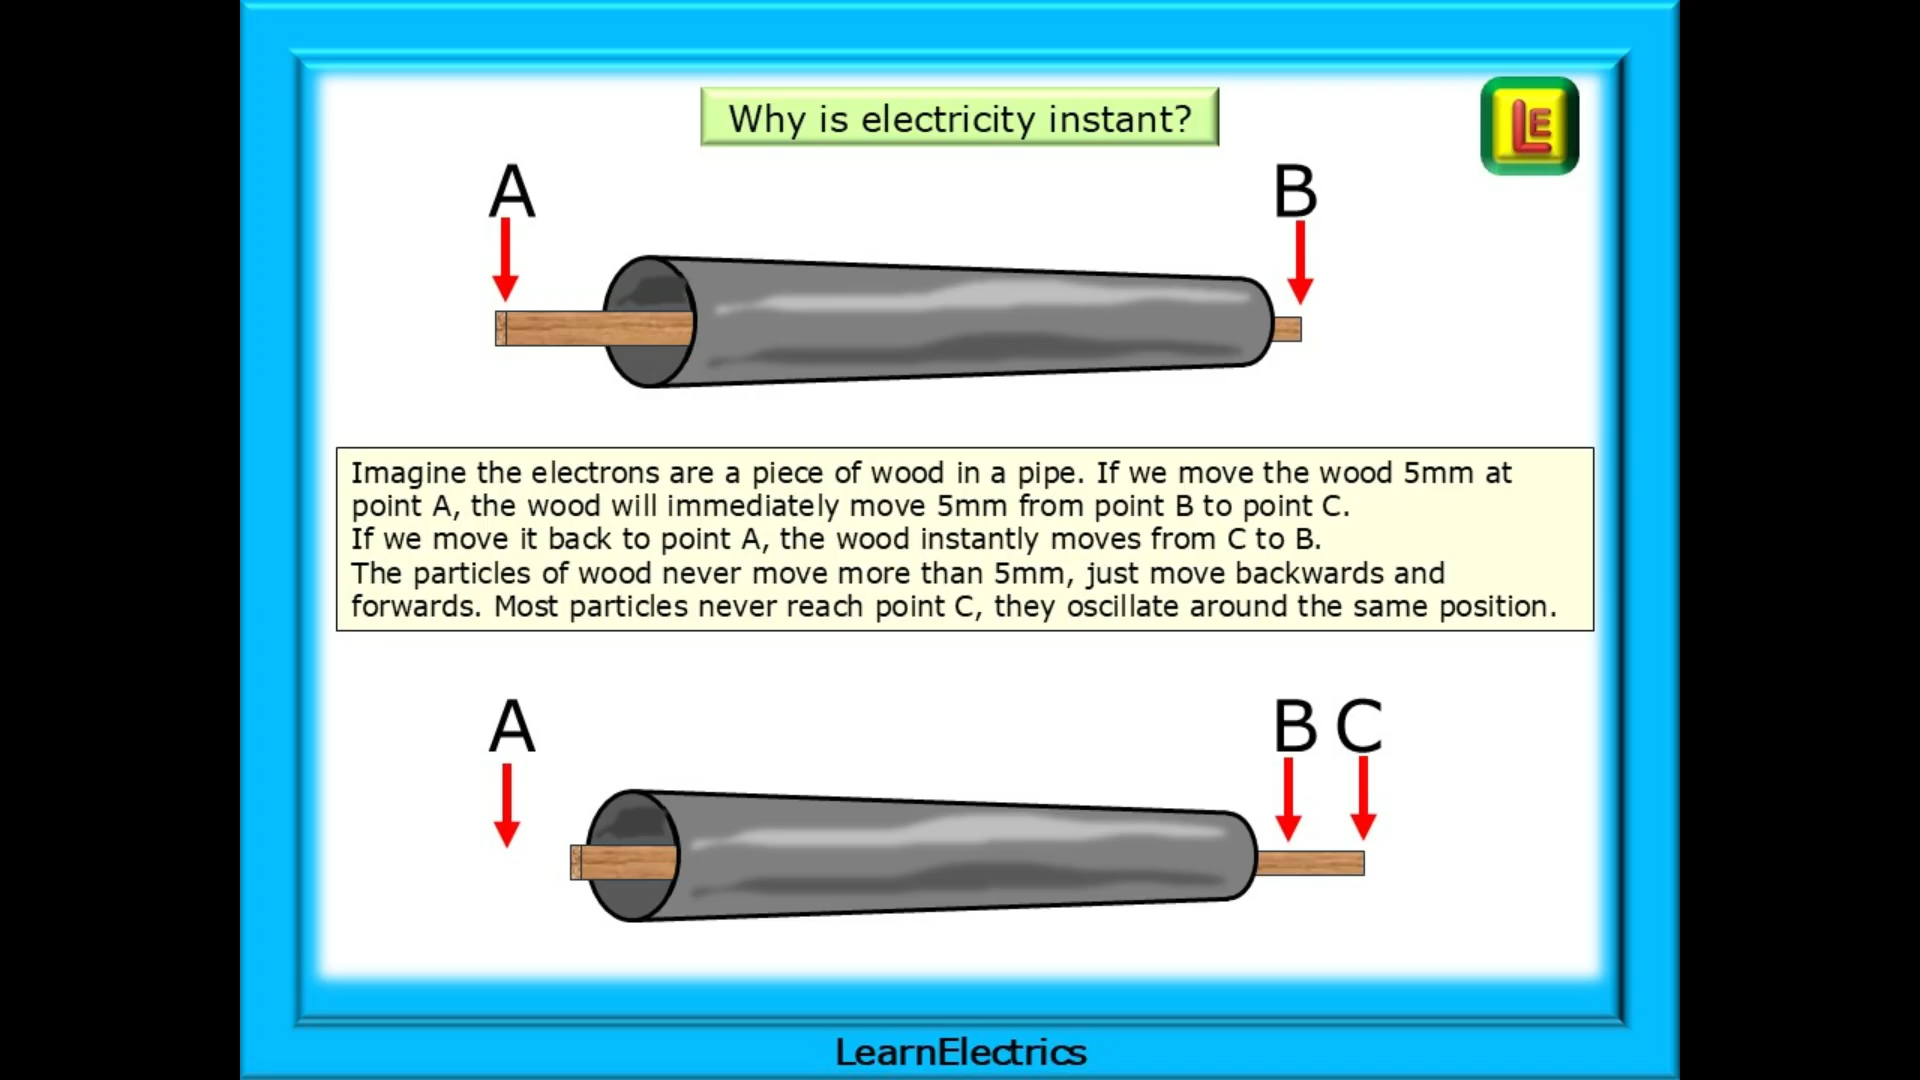 Why is electricity instant?
LE
A B
Imagine the electrons are a piece of wood in a pipe. If we move the wood 5mm at
point A, the wood will immediately move 5mm from point B to point C.
If we move it back to point A, the wood instantly moves from C to B.
The particles of wood never move more than 5mm, just move backwards and
forwards. Most particles never reach point C, they oscillate around the same position.
A B C
LearnElectrics